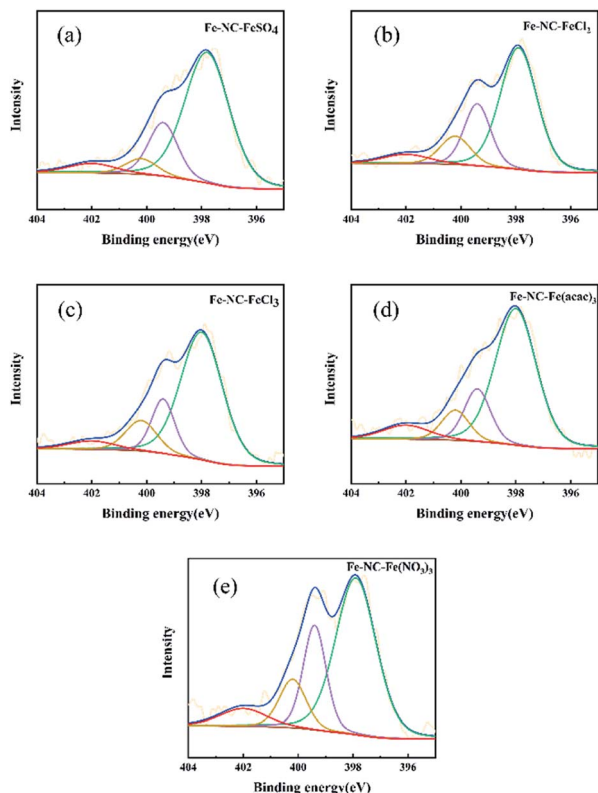 (a)
Fe-NC-FeSO4
Intensity
404 402 400 398 396
Binding energy(eV)
(b)
Fe-NC-FeCl2
Intensity
404 402 400 398 396
Binding energy(eV)
(c)
Fe-NC-FeCl3
Intensity
404 402 400 398 396
Binding energy(eV)
(d)
Fe-NC-Fe(acac)3
Intensity
404 402 400 398 396
Binding energy(eV)
(e)
Fe-NC-Fe(NO3)3
Intensity
404 402 400 398 396
Binding energy(eV)